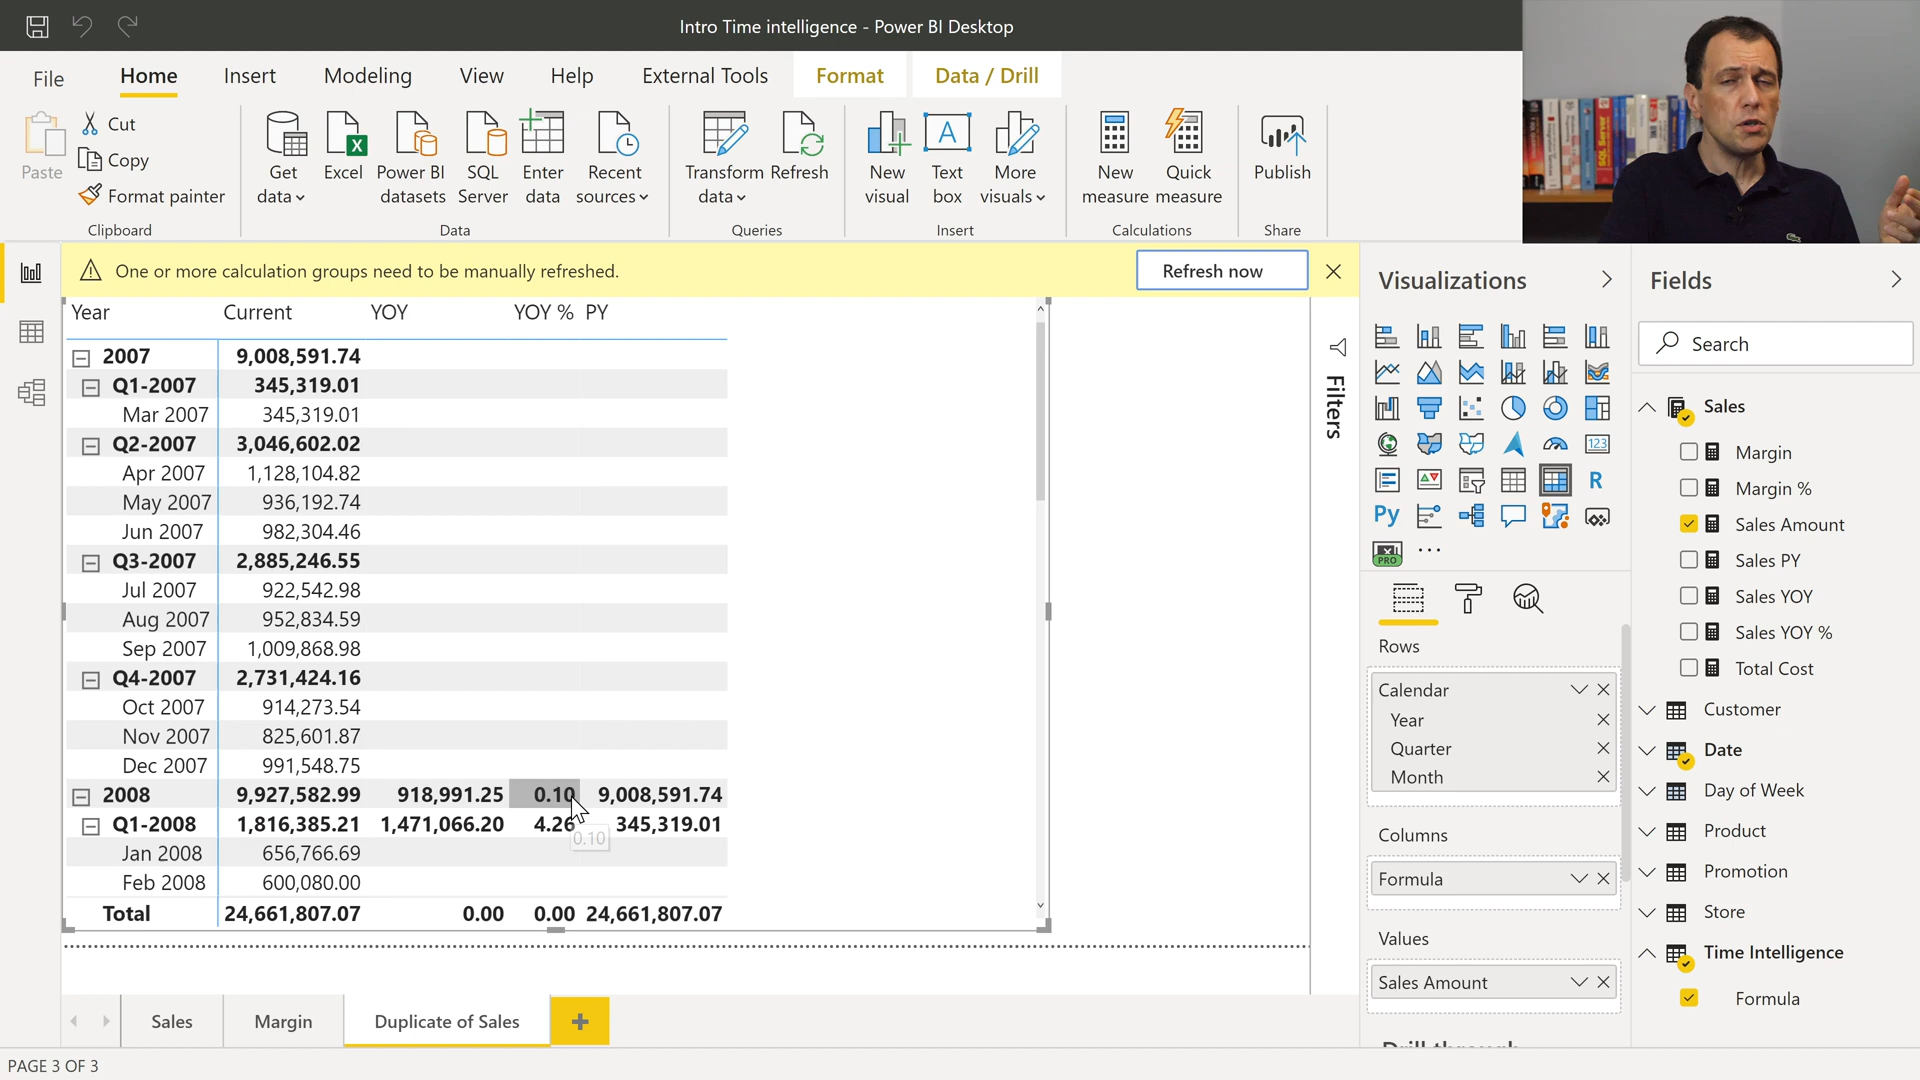 Intro Time intelligence - Power BI Desktop
File Home Insert Modeling View Help External Tools Format Data / Drill
Paste
Cut
Copy
Format painter
Clipboard
Get data
Excel
Power BI datasets
SQL Server
Enter data
Recent sources
Data
Transform data
Refresh
Queries
New visual
Text box
More visuals
Insert
New measure
Quick measure
Calculations
Publish
Share
One or more calculation groups need to be manually refreshed.
Refresh now
Year Current YOY YOY % PY
2007 9,008,591.74
Q1-2007 345,319.01
Mar 2007 345,319.01
Q2-2007 3,046,602.02
Apr 2007 1,128,104.82
May 2007 936,192.74
Jun 2007 982,304.46
Q3-2007 2,885,246.55
Jul 2007 922,542.98
Aug 2007 952,834.59
Sep 2007 1,009,868.98
Q4-2007 2,731,424.16
Oct 2007 914,273.54
Nov 2007 825,601.87
Dec 2007 991,548.75
2008 9,927,582.99 918,991.25 0.10 9,008,591.74
Q1-2008 1,816,385.21 1,471,066.20 4.26 345,319.01
0.10
Jan 2008 656,766.69
Feb 2008 600,080.00
Total 24,661,807.07 0.00 0.00 24,661,807.07
Sales
Margin
Duplicate of Sales
PAGE 3 OF 3
Filters
Visualizations
123
R
Py
PRO
Rows
Calendar
Year
Quarter
Month
Columns
Formula
Values
Sales Amount
Drill through
Fields
Search
Sales
Margin
Margin %
Sales Amount
Sales PY
Sales YOY
Sales YOY %
Total Cost
Customer
Date
Day of Week
Product
Promotion
Store
Time Intelligence
Formula